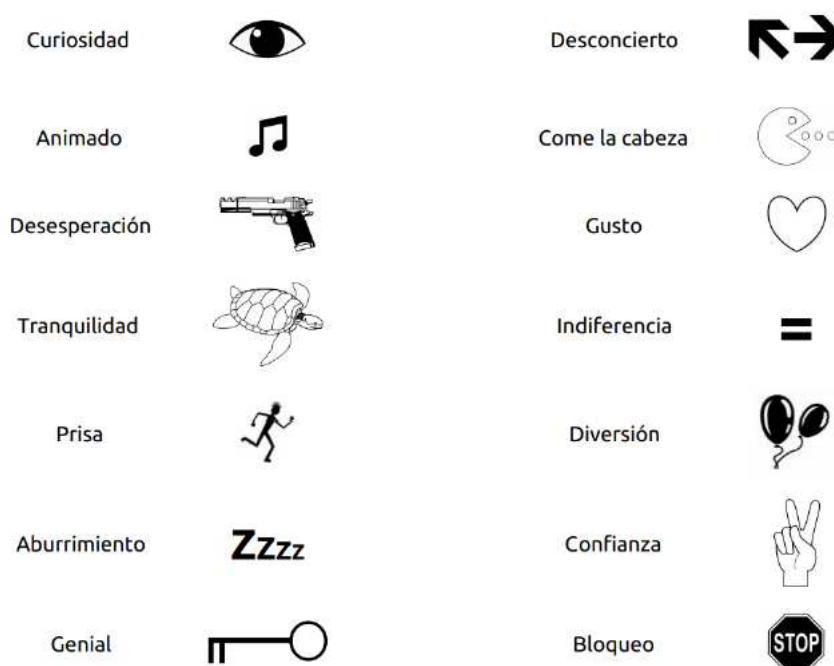 Curiosidad
Desconcierto
Animado
Come la cabeza
Desesperación
Gusto
Tranquilidad
Indiferencia
=
Prisa
Diversión
Aburrimiento
Zzzz
Confianza
Genial
Bloqueo
STOP